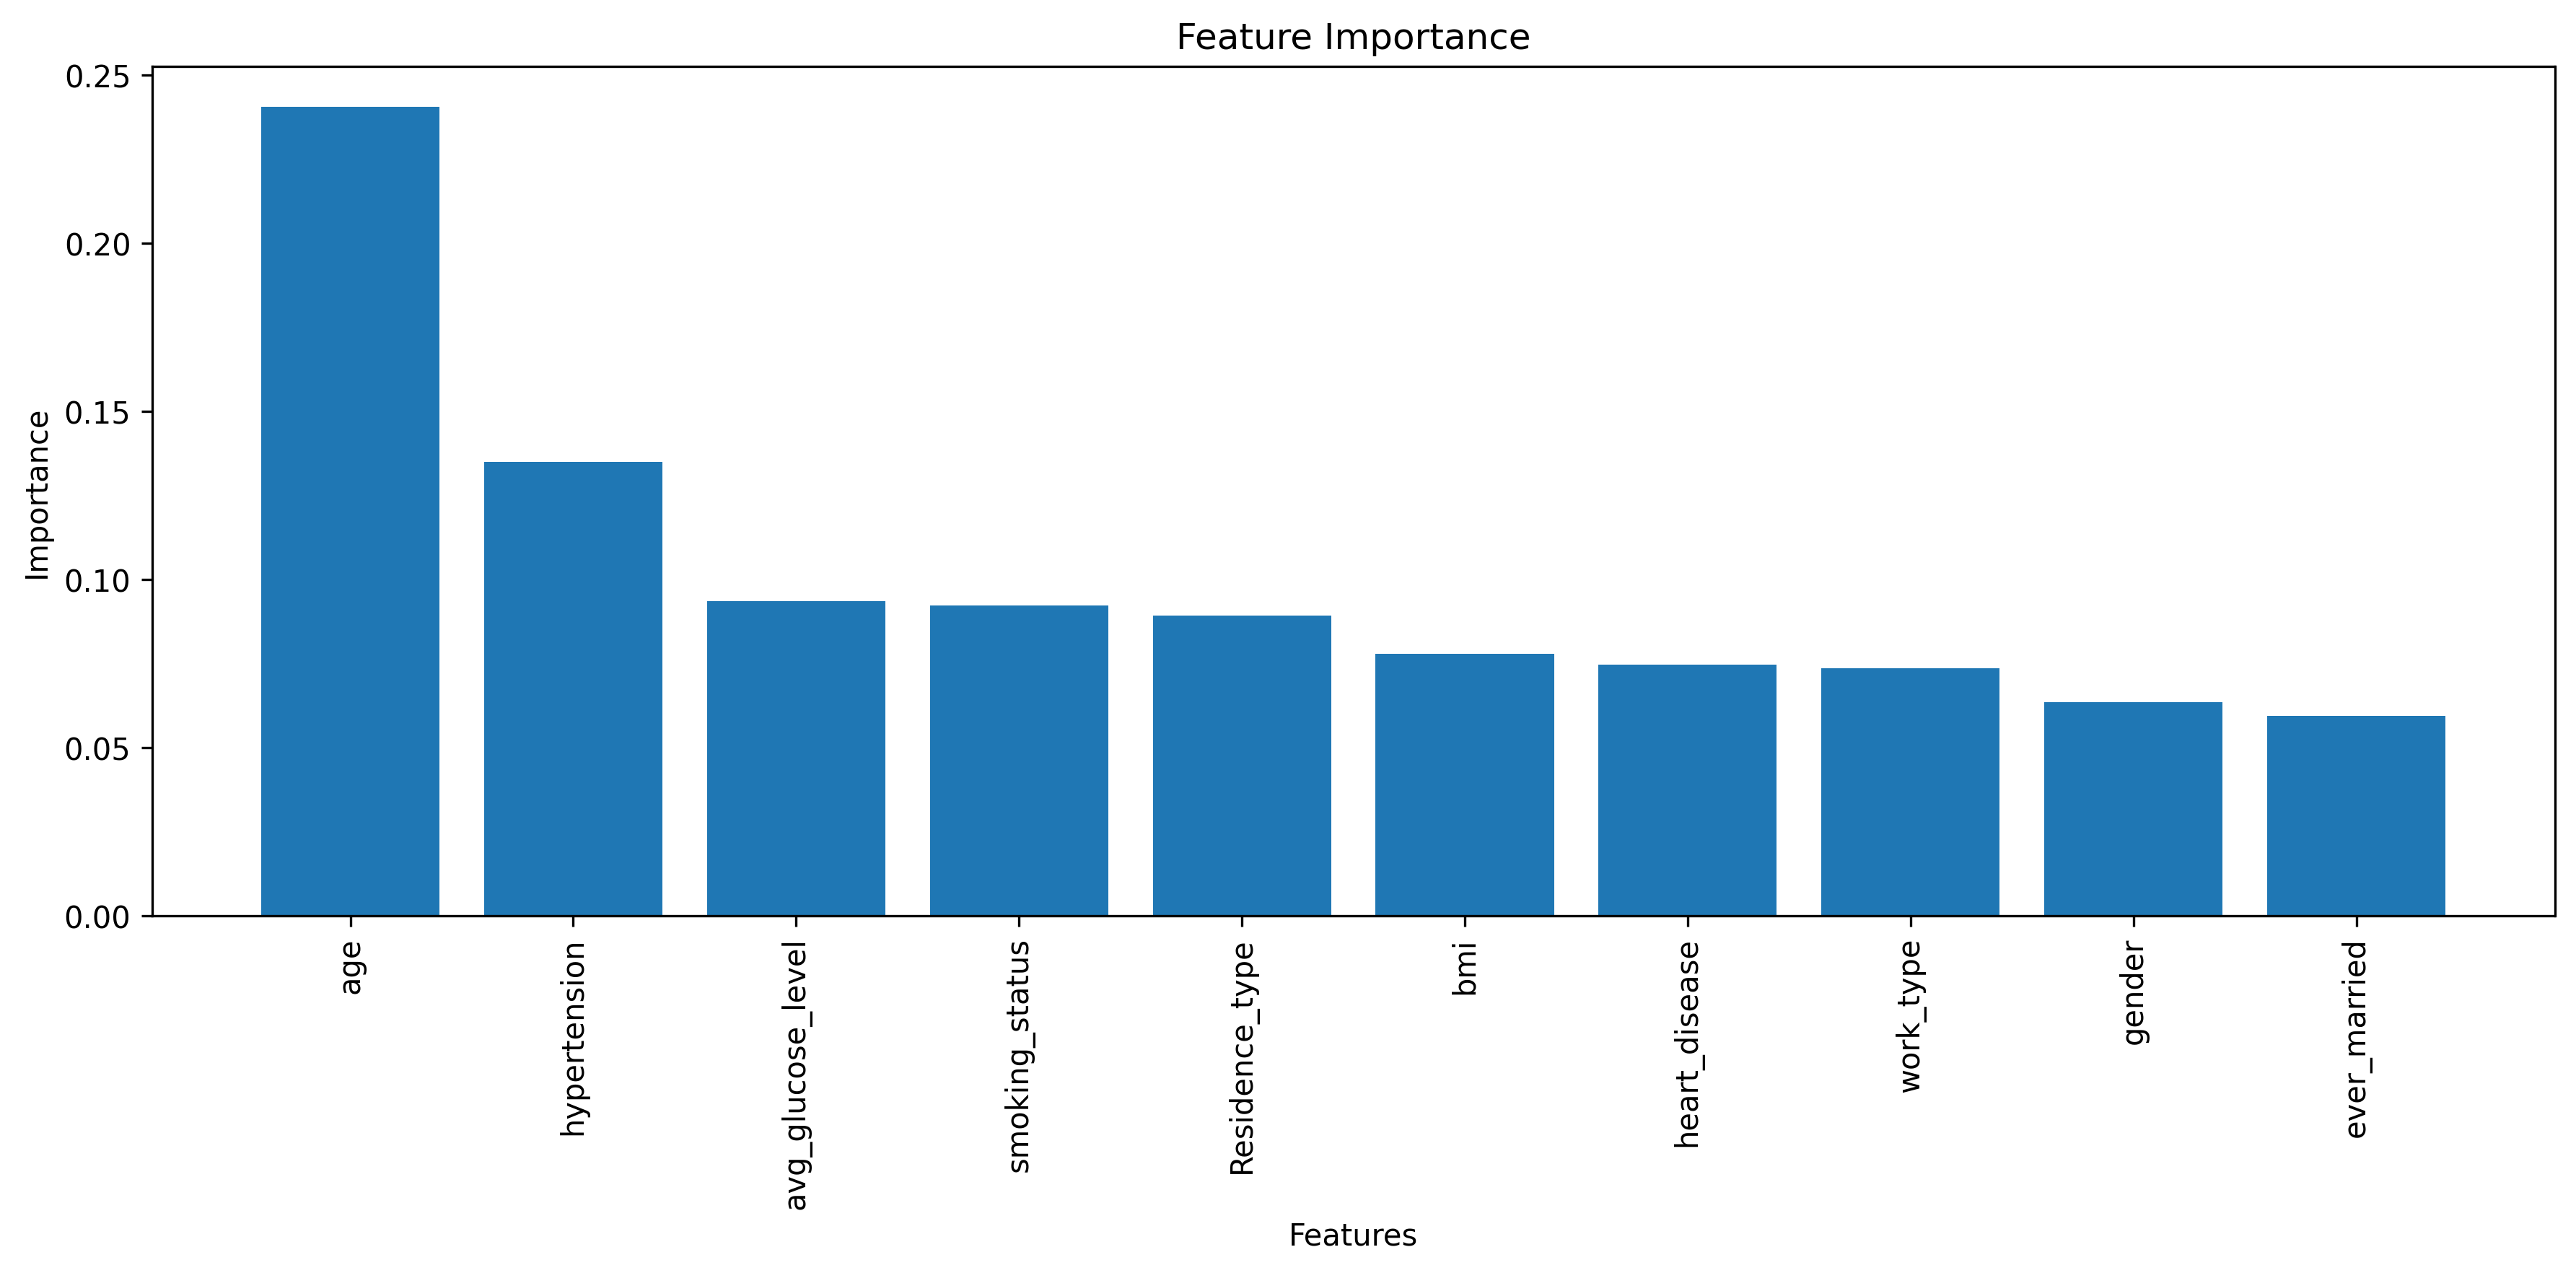 Feature Importance
0.25
0.20
0.15
0.10
0.05
0.00
Importance
age
hypertension
avg_glucose_level
smoking_status
Residence_type
bmi
heart_disease
work_type
gender
ever_married
Features